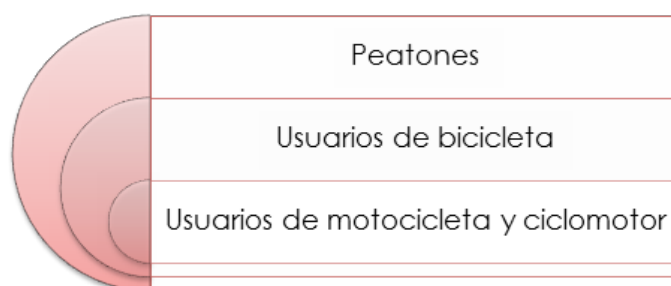 Peatones
Usuarios de bicicleta
Usuarios de motocicleta y ciclomotor